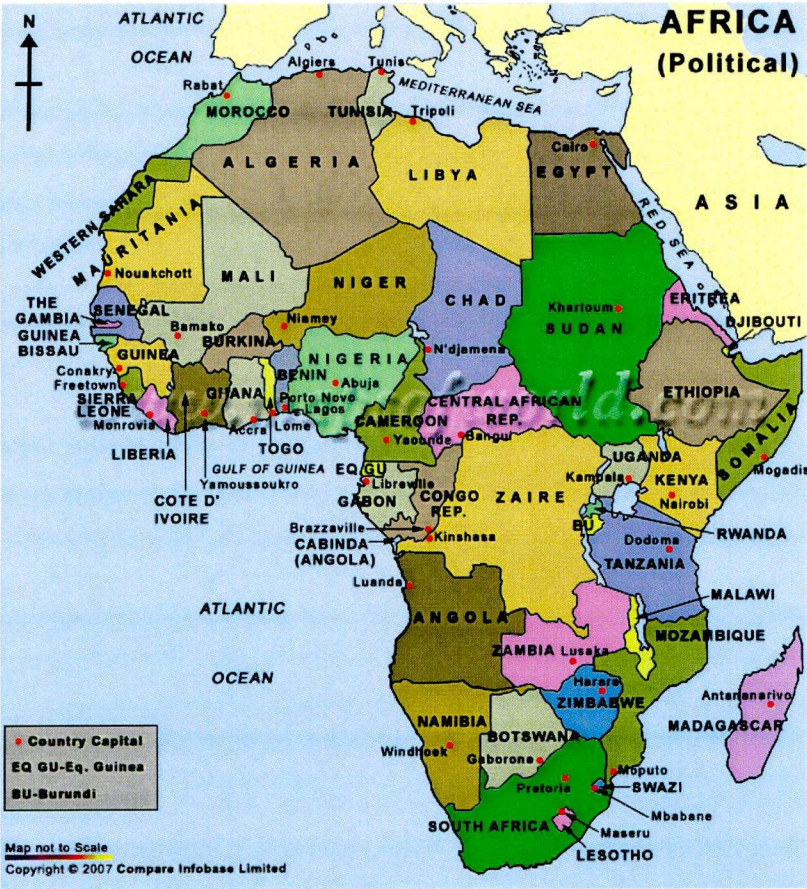 AFRICA
(Political)
N
ATLANTIC
OCEAN
Algiers
Tunis
Rabat
MEDITERRANEAN SEA
MOROCCO
TUNISIA
Tripoli
Cairo
ALGERIA
LIBYA
EGYPT
ASIA
RED SEA
WESTERN SAHARA
MAURITANIA
Nouakchott
MALI
NIGER
CHAD
Khartoum
SUDAN
ERITREA
DJIBOUTI
THE
GAMBIA
SENEGAL
GUINEA
BISSAU
Bamako
Niamey
BURKINA
GUINEA
NIGERIA
N'djamena
BENIN
Abuja
Conakry
Freetown
SIERRA
LEONE
GHANA
Porto Novo
Lagos
CENTRAL AFRICAN
REP.
ETHIOPIA
Monrovia
Accra
Lome
CAMEROON
Yaounde
Bangui
LIBERIA
TOGO
GULF OF GUINEA
EQ GU
UGANDA
SOMALIA
Yamoussoukro
Libreville
Kampala
KENYA
Mogadis
COTE D'
IVOIRE
GABON
CONGO
REP.
ZAIRE
Nairobi
Brazzaville
Kinshasa
BU
RWANDA
CABINDA
(ANGOLA)
Dodoma
TANZANIA
Luanda
MALAWI
ATLANTIC
OCEAN
ANGOLA
ZAMBIA
Lusaka
MOZAMBIQUE
Harare
ZIMBABWE
Antananarivo
MADAGASCAR
NAMIBIA
BOTSWANA
Windhoek
Gaborone
Moputo
Pretoria
SWAZI
Mbabane
SOUTH AFRICA
Maseru
LESOTHO
Country Capital
EQ GU-Eq. Guinea
BU-Burundi
Map not to Scale
Copyright © 2007 Compare Infobase Limited